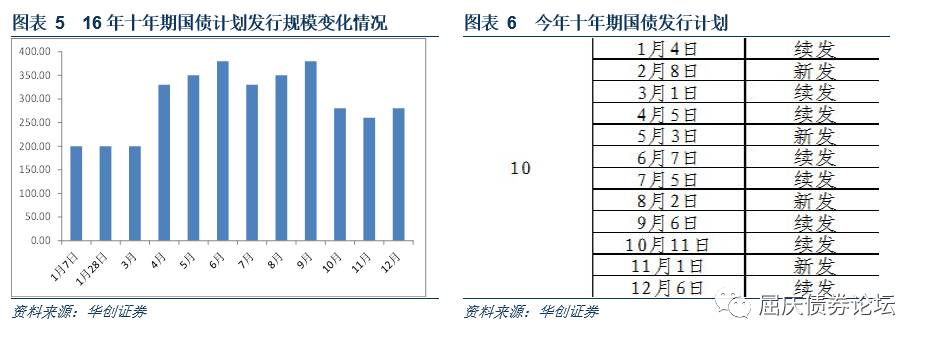 图表 5 16 年十年期国债计划发行规模变化情况
400.00
350.00
300.00
250.00
200.00
150.00
100.00
50.00
0.00
1月7日
1月28日
3月
4月
5月
6月
7月
8月
9月
10月
11月
12月
资料来源：华创证券
图表 6 今年十年期国债发行计划
10
1月4日 续发
2月8日 新发
3月1日 续发
4月5日 续发
5月3日 新发
6月7日 续发
7月5日 续发
8月2日 新发
9月6日 续发
10月11日 续发
11月1日 新发
12月6日 续发
资料来源：华创证券
屈庆债券论坛